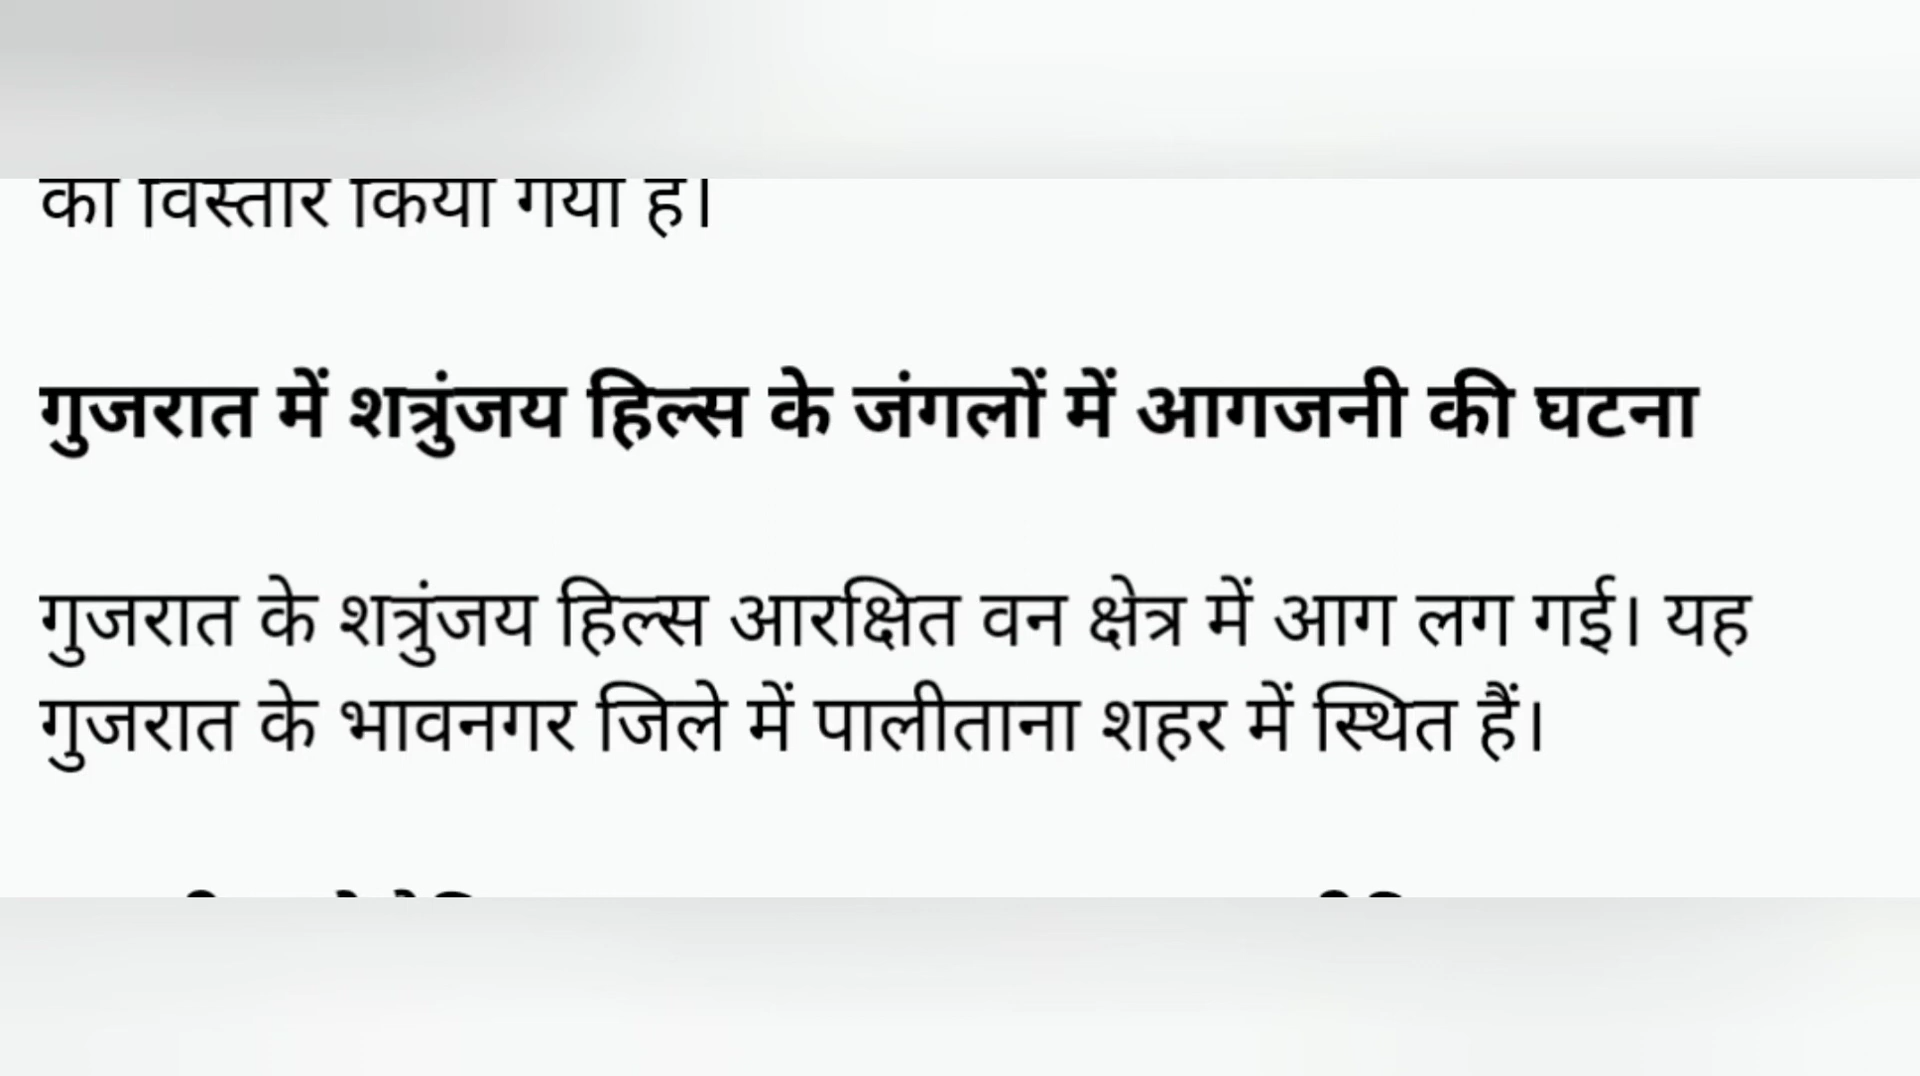 का विस्तार किया गया है।
गुजरात में शत्रुंजय हिल्स के जंगलों में आगजनी की घटना
गुजरात के शत्रुंजय हिल्स आरक्षित वन क्षेत्र में आग लग गई। यह
गुजरात के भावनगर जिले में पालीताना शहर में स्थित हैं।